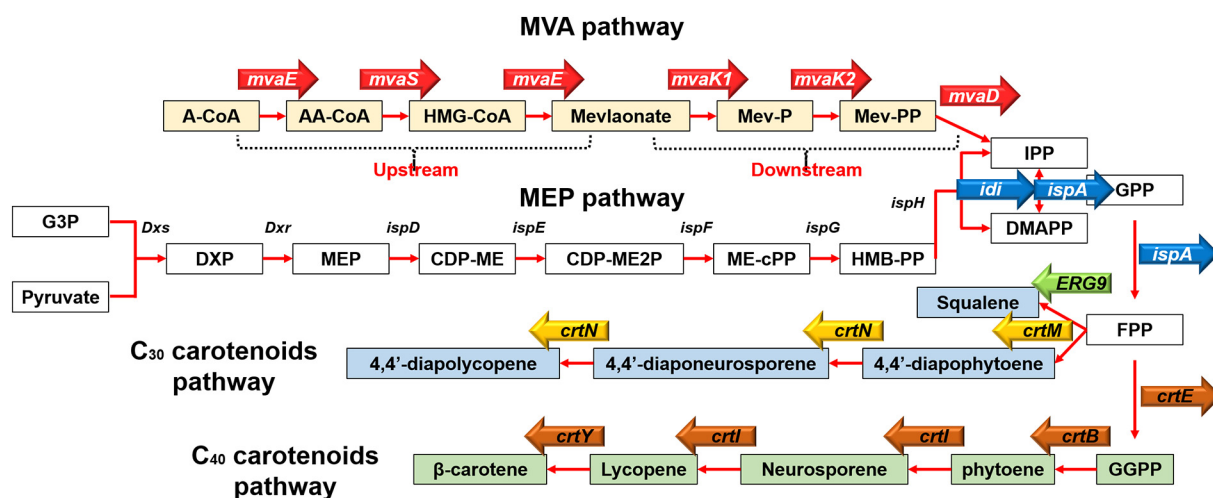 MVA pathway
mvaE mvaS mvaE mvaK1 mvaK2 mvaD
A-CoA AA-CoA HMG-CoA Mevlaonate Mev-P Mev-PP
IPP
Upstream Downstream
MEP pathway
idi ispA GPP
ispH
G3P
DMAPP
Dxs Dxr ispD ispE ispF ispG
DXP MEP CDP-ME CDP-ME2P ME-cPP HMB-PP
ispA
Pyruvate
ERG9
Squalene
crtN crtN crtM FPP
C30 carotenoids
pathway
4,4’-diapolycopene 4,4’-diaponeurosporene 4,4’-diapophytoene
crtE
crtY crtI crtI crtB
C40 carotenoids
pathway
β-carotene Lycopene Neurosporene phytoene GGPP